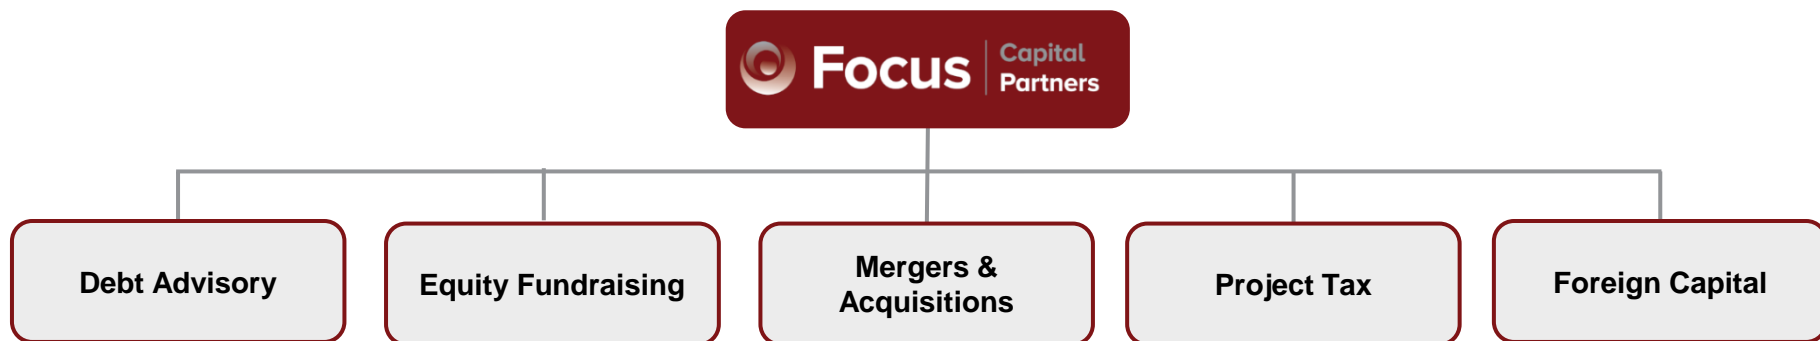 Focus
Capital
Partners
Debt Advisory
Equity Fundraising
Mergers &
Acquisitions
Project Tax
Foreign Capital